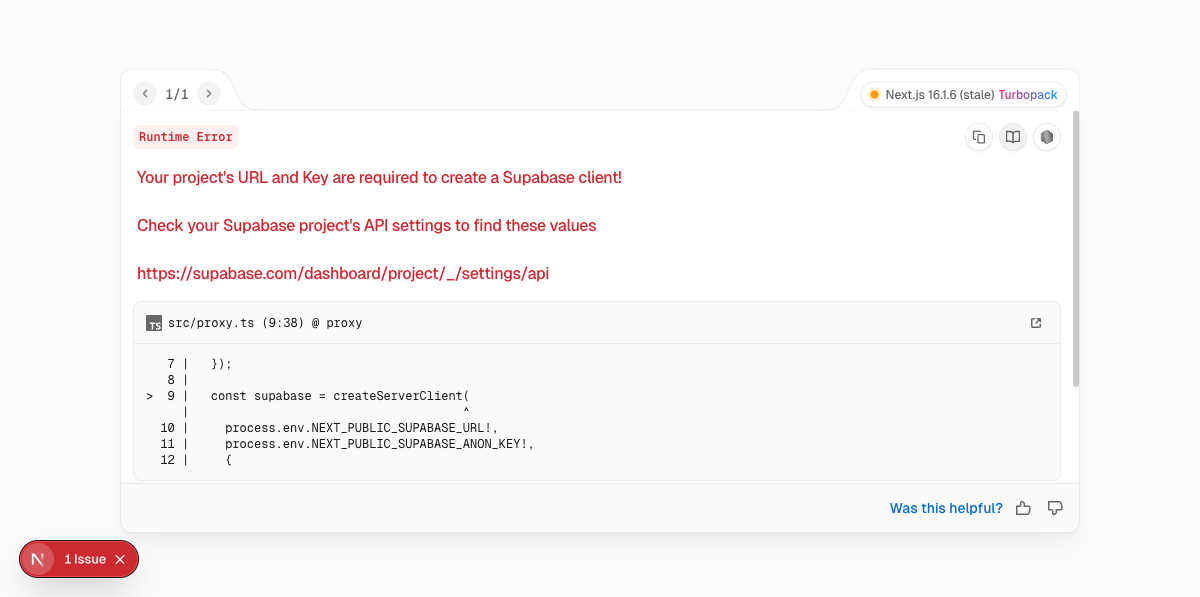 1/1
Next.js 16.1.6 (stale) Turbopack
Runtime Error
Your project's URL and Key are required to create a Supabase client!
Check your Supabase project's API settings to find these values
https://supabase.com/dashboard/project/_/settings/api
TS src/proxy.ts (9:38) @ proxy
7 |   });
8 |
> 9 |   const supabase = createServerClient(
|                                      ^
10 |     process.env.NEXT_PUBLIC_SUPABASE_URL!,
11 |     process.env.NEXT_PUBLIC_SUPABASE_ANON_KEY!,
12 |     {
Was this helpful?
N 1 Issue